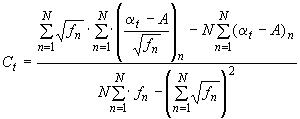 C_t = \frac{\sum_{n=1}^{N} \sqrt{f_n} \cdot \sum_{n=1}^{N} \cdot \left( \frac{\alpha_t - A}{\sqrt{f_n}} \right)_n - N \sum_{n=1}^{N} (\alpha_t - A)_n}{N \sum_{n=1}^{N} \cdot f_n - \left( \sum_{n=1}^{N} \sqrt{f_n} \right)^2}